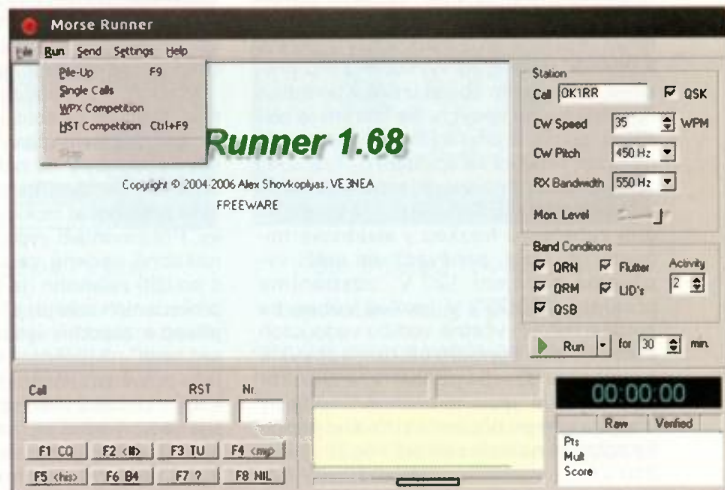 Morse Runner
File Run Send Settings Help
Pile-Up F9
Single Calls
WPX Competition
HST Competition Ctrl+F9
Stop
Runner 1.68
Copyright © 2004-2006 Alex Shovkoplyas, VE3NEA
FREEWARE
Station
Call OK1RR QSK
CW Speed 35 WPM
CW Pitch 450 Hz
RX Bandwidth 550 Hz
Mon. Level
Band Conditions
QRN Flutter Activity
QRM LID's 2
QSB
Run for 30 min.
Call RST Nr.
F1 CQ F2 <#> F3 TU F4 <my>
F5 <his> F6 B4 F7 ? F8 NIL
00:00:00
Raw Verified
Pts
Mult
Score